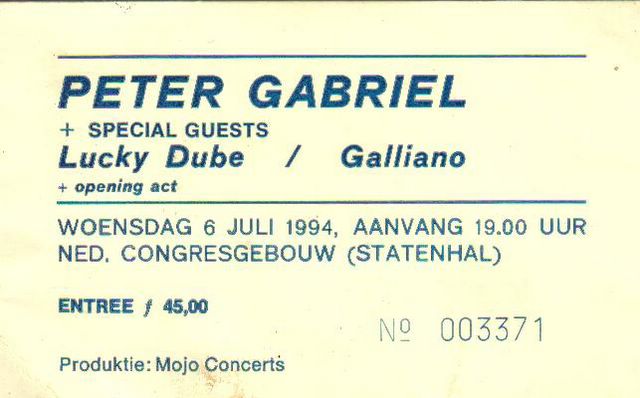 PETER GABRIEL
+ SPECIAL GUESTS
Lucky Dube / Galliano
+ opening act
WOENSDAG 6 JULI 1994, AANVANG 19.00 UUR
NED. CONGRESGEBOUW (STATENHAL)
ENTREE ƒ 45,00
Nº 003371
Produktie: Mojo Concerts